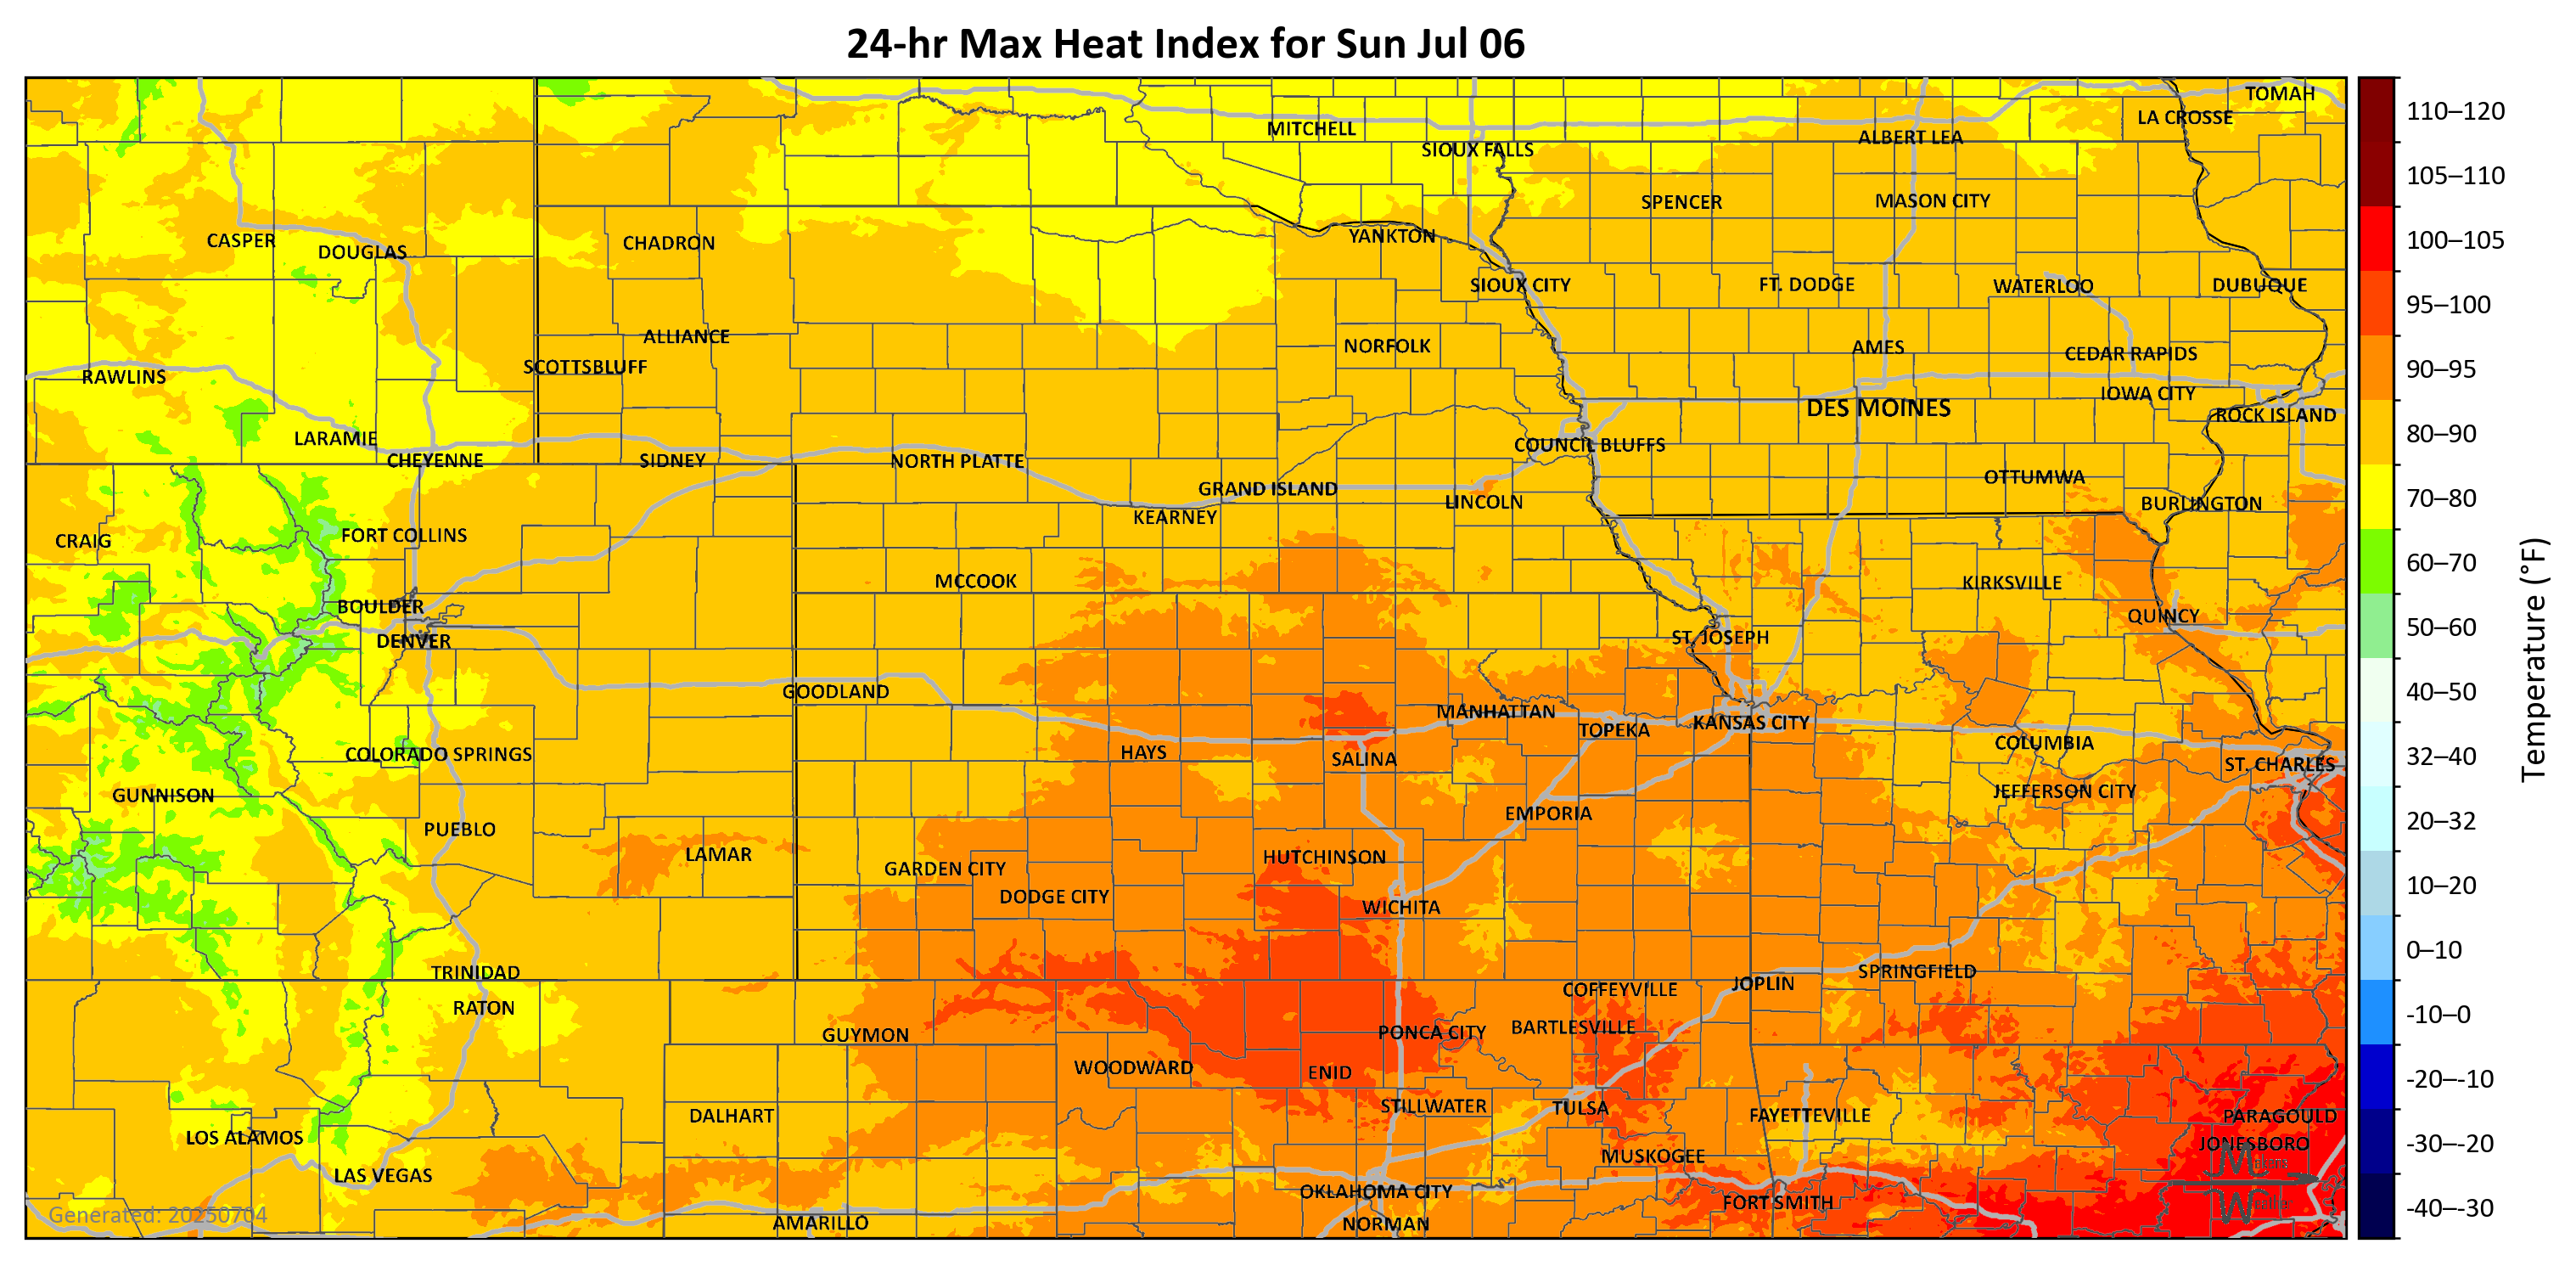 24-hr Max Heat Index for Sun Jul 06
TOMAH
LA CROSSE
MITCHELL
ALBERT LEA
SIOUX FALLS
SPENCER
MASON CITY
CASPER
DOUGLAS
CHADRON
YANKTON
SIOUX CITY
FT. DODGE
WATERLOO
DUBUQUE
ALLIANCE
NORFOLK
AMES
CEDAR RAPIDS
SCOTTSBLUFF
RAWLINS
IOWA CITY
DES MOINES
ROCK ISLAND
LARAMIE
COUNCIL BLUFFS
CHEYENNE
SIDNEY
NORTH PLATTE
OTTUMWA
GRAND ISLAND
LINCOLN
BURLINGTON
KEARNEY
CRAIG
FORT COLLINS
MCCOOK
KIRKSVILLE
BOULDER
QUINCY
DENVER
ST. JOSEPH
GOODLAND
MANHATTAN
TOPEKA
KANSAS CITY
COLUMBIA
COLORADO SPRINGS
HAYS
SALINA
ST. CHARLES
GUNNISON
JEFFERSON CITY
EMPORIA
PUEBLO
LAMAR
HUTCHINSON
GARDEN CITY
DODGE CITY
WICHITA
TRINIDAD
SPRINGFIELD
JOPLIN
COFFEYVILLE
RATON
GUYMON
PONCA CITY
BARTLESVILLE
WOODWARD
ENID
STILLWATER
TULSA
DALHART
FAYETTEVILLE
PARAGOULD
LOS ALAMOS
JONESBORO
MUSKOGEE
LAS VEGAS
OKLAHOMA CITY
FORT SMITH
AMARILLO
NORMAN
Generated: 20250704
110–120
105–110
100–105
95–100
90–95
80–90
70–80
60–70
50–60
40–50
32–40
20–32
10–20
0–10
-10–0
-20–-10
-30–-20
-40–-30
Temperature (°F)